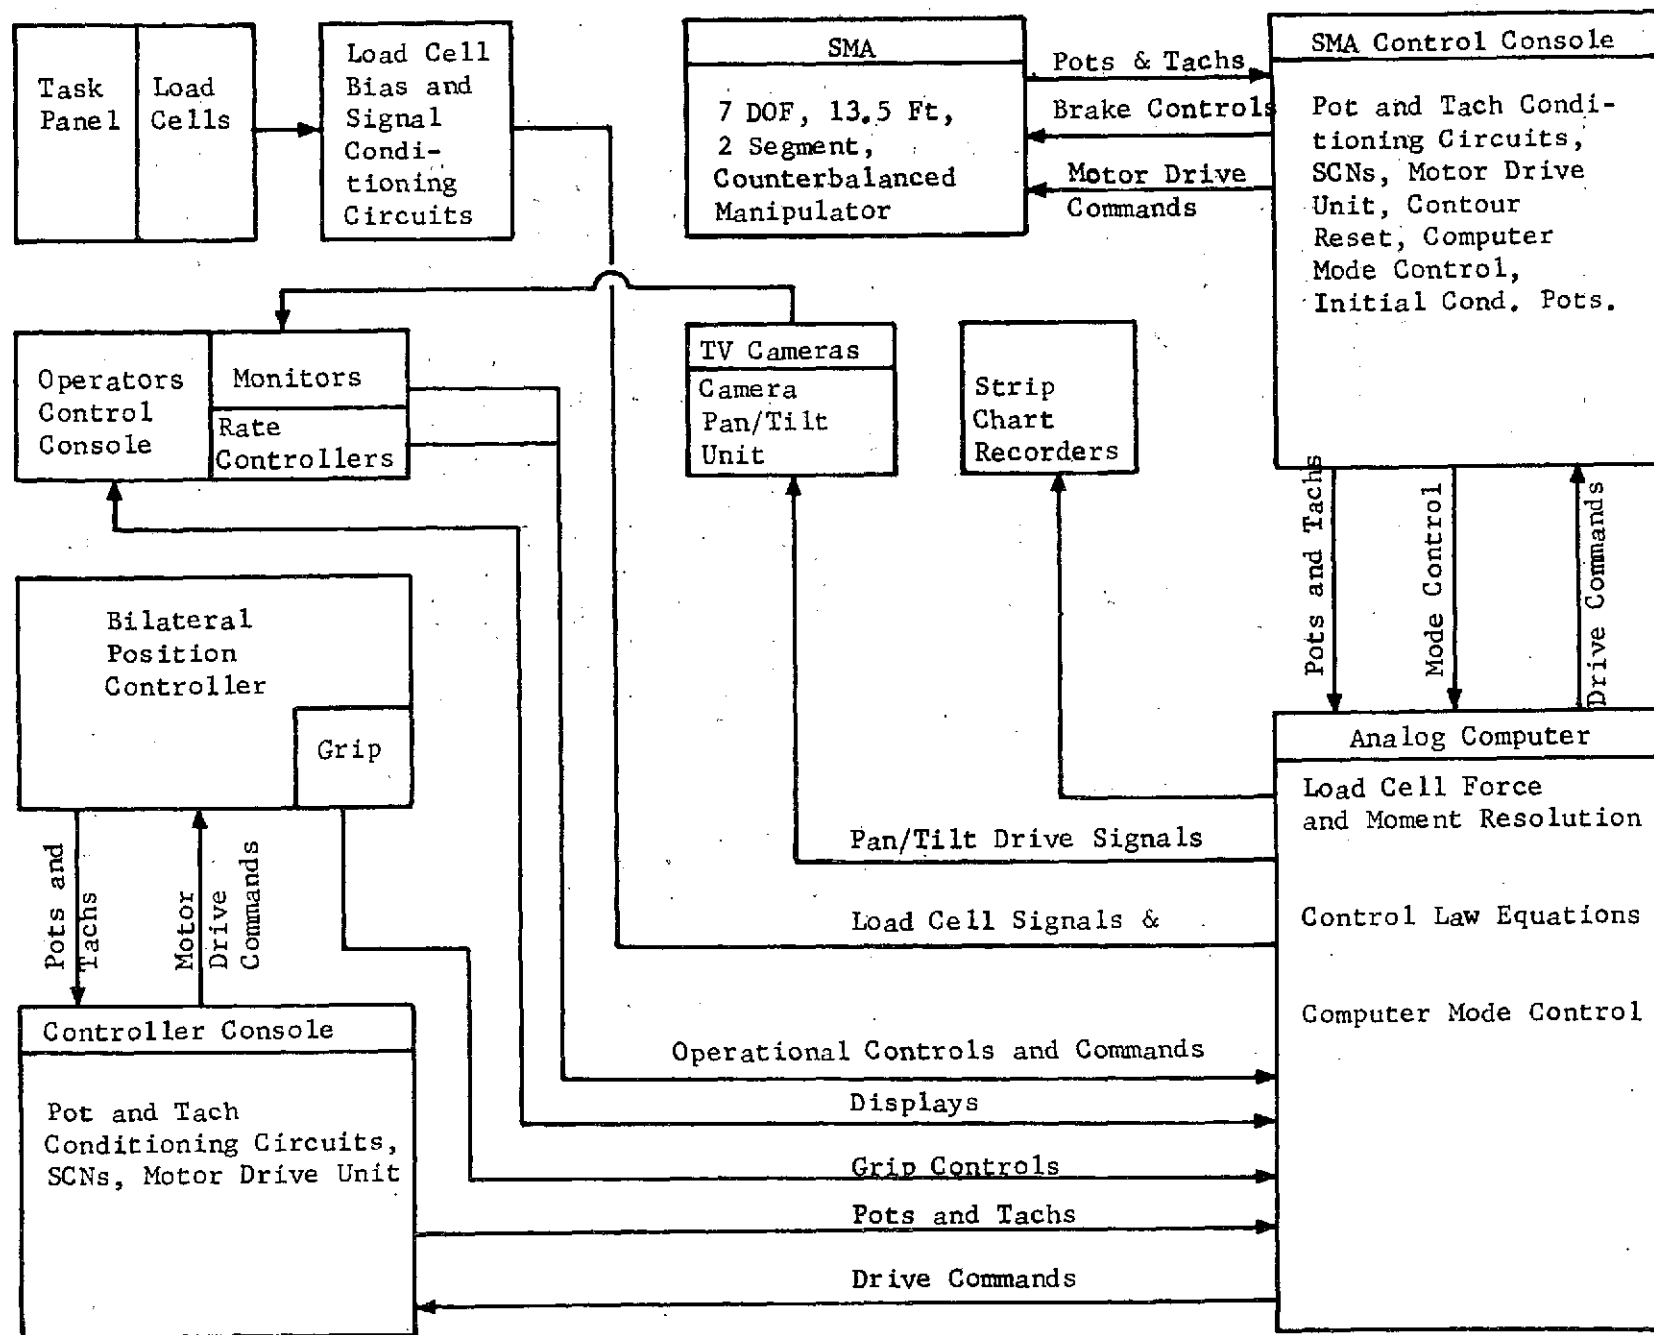 Task
Panel
Load
Cells
Load Cell
Bias and
Signal
Condi-
tioning
Circuits
SMA
7 DOF, 13.5 Ft,
2 Segment,
Counterbalanced
Manipulator
Pots & Tachs
Brake Controls
Motor Drive
Commands
SMA Control Console
Pot and Tach Condi-
tioning Circuits,
SCNs, Motor Drive
Unit, Contour
Reset, Computer
Mode Control,
Initial Cond. Pots.
Operators
Control
Console
Monitors
Rate
Controllers
TV Cameras
Camera
Pan/Tilt
Unit
Strip
Chart
Recorders
Pots and Tachs
Mode Control
Drive Commands
Bilateral
Position
Controller
Grip
Pots and
Tachs
Motor
Drive
Commands
Analog Computer
Load Cell Force
and Moment Resolution
Control Law Equations
Computer Mode Control
Pan/Tilt Drive Signals
Load Cell Signals &
Controller Console
Pot and Tach
Conditioning Circuits,
SCNs, Motor Drive Unit
Operational Controls and Commands
Displays
Grip Controls
Pots and Tachs
Drive Commands